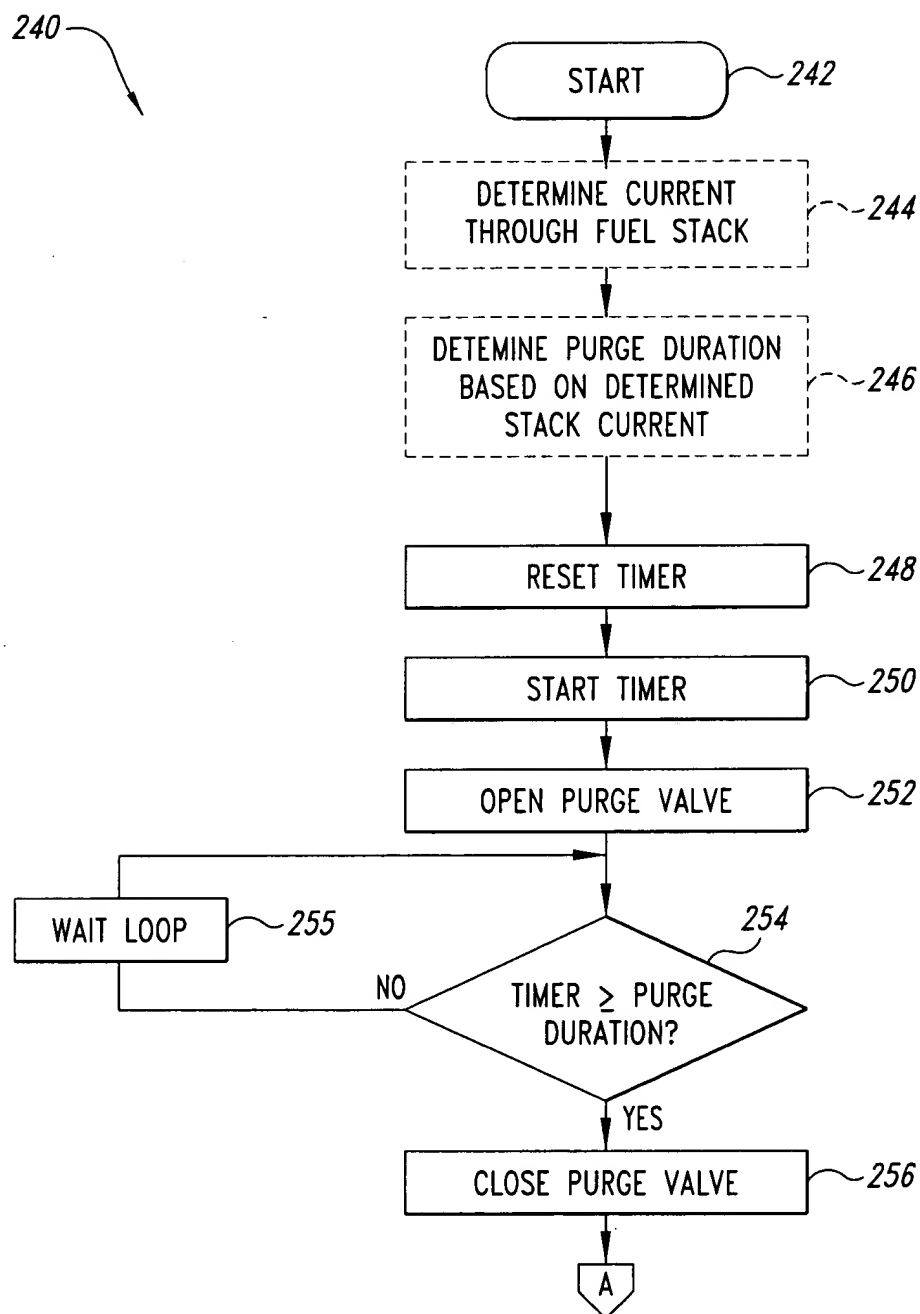 240
START
242
DETERMINE CURRENT
THROUGH FUEL STACK
244
DETEMINE PURGE DURATION
BASED ON DETERMINED
STACK CURRENT
246
RESET TIMER
248
START TIMER
250
OPEN PURGE VALVE
252
WAIT LOOP
255
254
NO
TIMER ≥ PURGE
DURATION?
YES
CLOSE PURGE VALVE
256
A